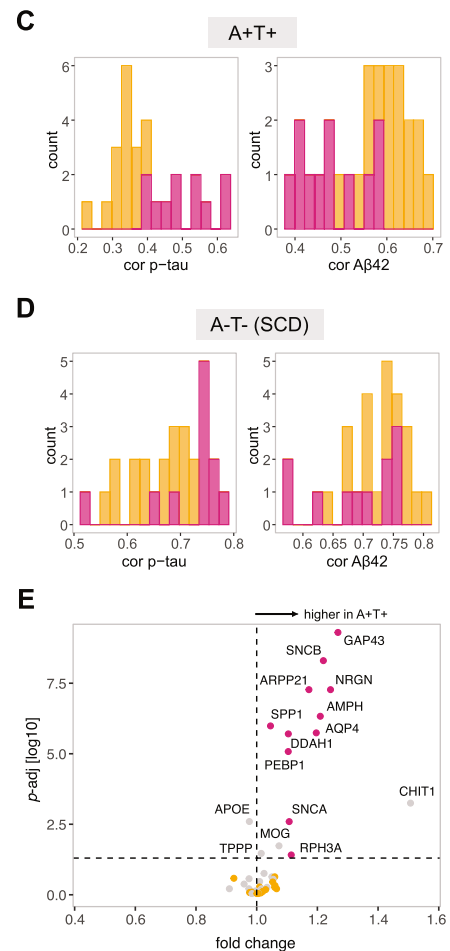 C
A+T+
6
4
2
0
count
0.2 0.3 0.4 0.5 0.6
cor p−tau
3
2
1
0
count
0.4 0.5 0.6 0.7
cor Aβ42
D
A-T- (SCD)
5
4
3
2
1
0
count
0.5 0.6 0.7 0.8
cor p−tau
5
4
3
2
1
0
count
0.6 0.65 0.7 0.75 0.8
cor Aβ42
E
higher in A+T+
GAP43
SNCB
ARPP21 NRGN
AMPH
SPP1
AQP4
DDAH1
PEBP1
CHIT1
APOE SNCA
MOG
TPPP RPH3A
7.5
5.0
2.5
0.0
p-adj [log10]
0.4 0.6 0.8 1.0 1.2 1.4 1.6
fold change